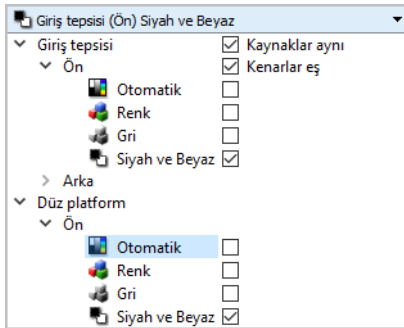 Giriş tepsisi (Ön) Siyah ve Beyaz
Giriş tepsisi Kaynaklar aynı
Ön Kenarlar eş
Otomatik
Renk
Gri
Siyah ve Beyaz
Arka
Düz platform
Ön
Otomatik
Renk
Gri
Siyah ve Beyaz